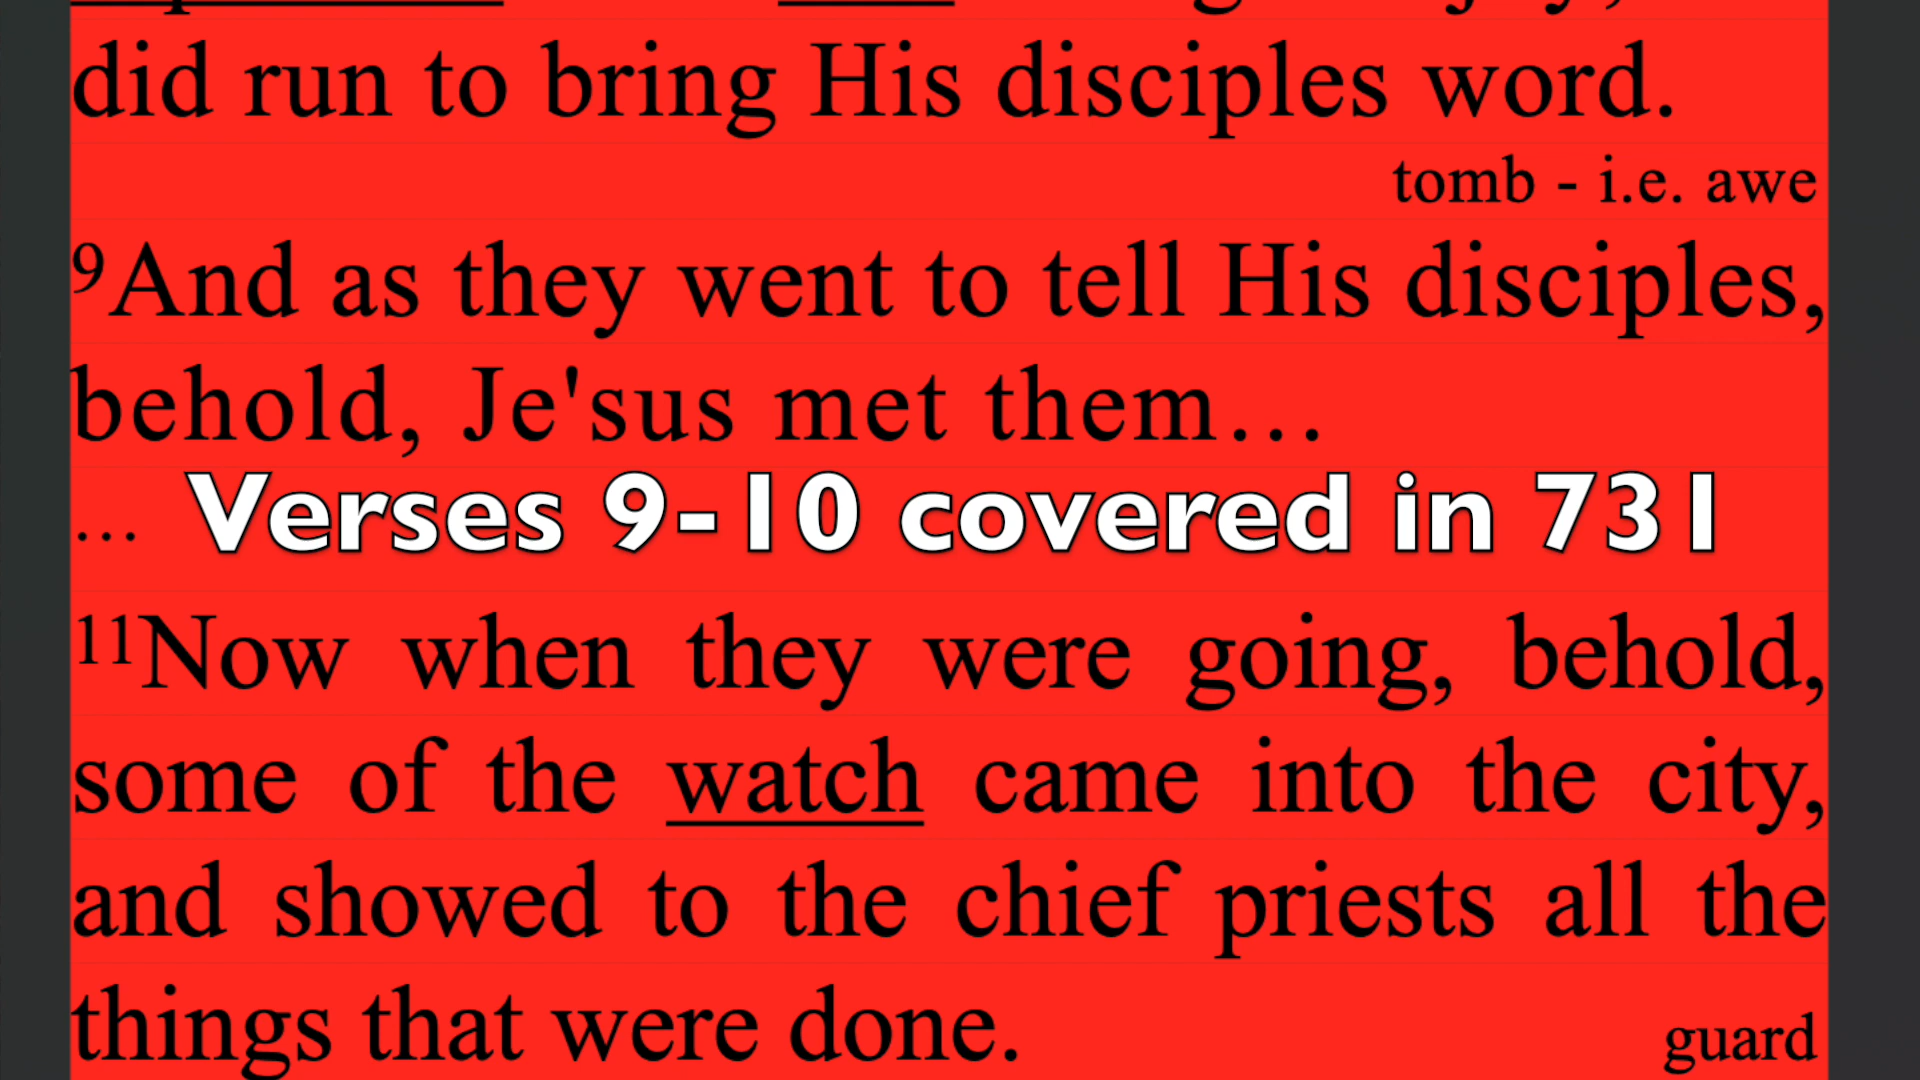 did run to bring His disciples word.
tomb - i.e. awe
9And as they went to tell His disciples,
behold, Je'sus met them…
… Verses 9-10 covered in 731
11Now when they were going, behold,
some of the watch came into the city,
and showed to the chief priests all the
things that were done.
guard